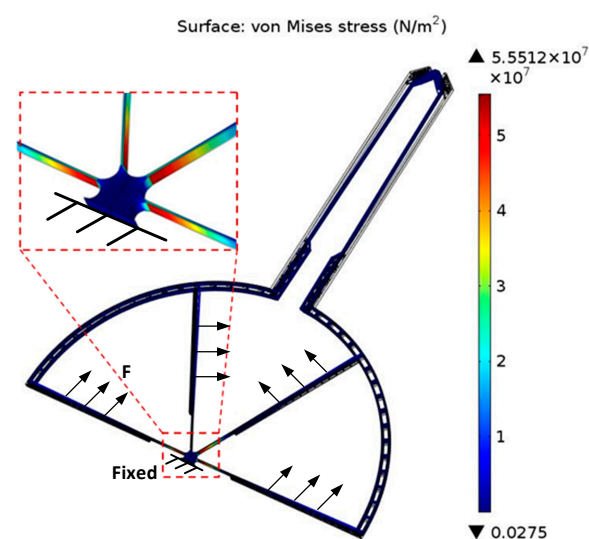 Surface: von Mises stress (N/m²)
▲ 5.5512×10⁷
×10⁷
5
4
3
2
1
▼ 0.0275
F
Fixed